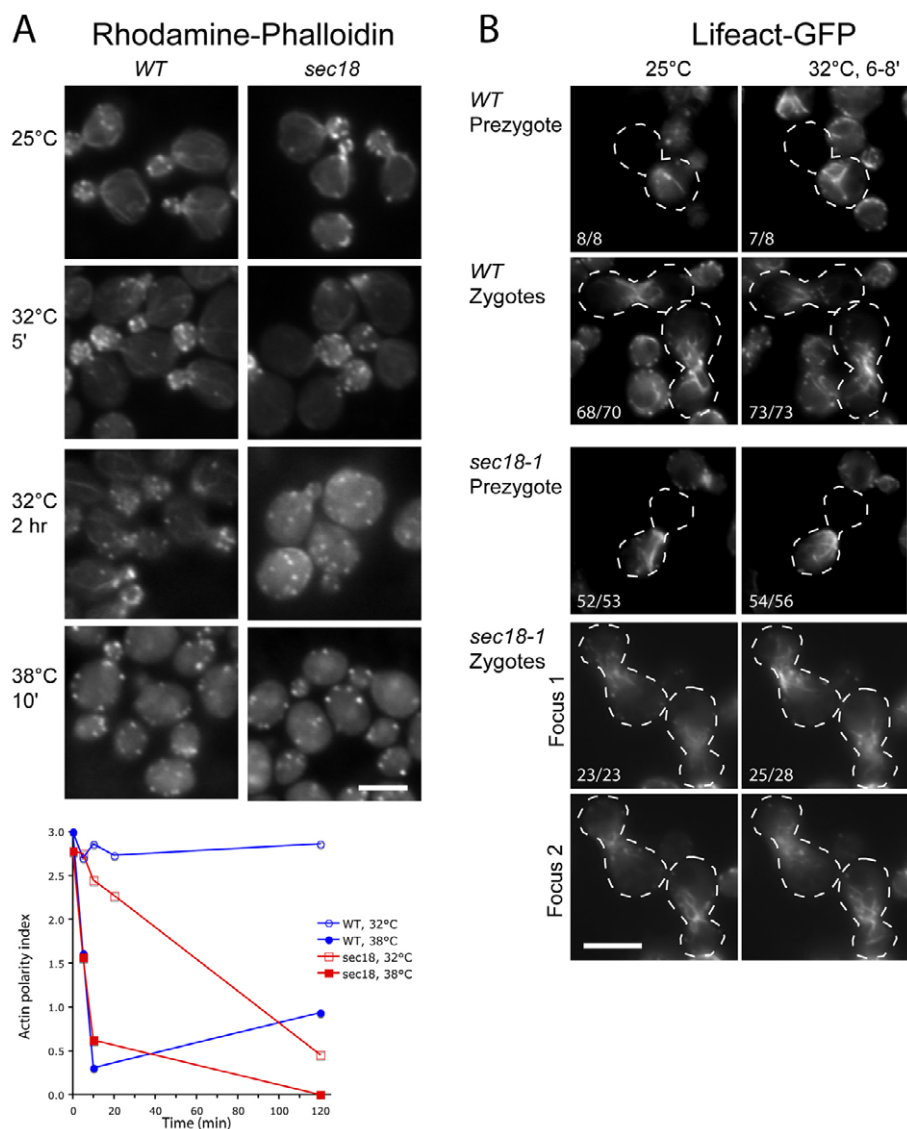 A
Rhodamine-Phalloidin
WT
sec18
25°C
32°C
5'
32°C
2 hr
38°C
10'
3.0
2.5
2.0
1.5
1.0
0.5
0.0
Actin polarity index
0
20
40
60
80
100
120
Time (min)
WT, 32°C
WT, 38°C
sec18, 32°C
sec18, 38°C
B
Lifeact-GFP
25°C
32°C, 6-8'
WT
Prezygote
8/8
7/8
WT
Zygotes
68/70
73/73
sec18-1
Prezygote
52/53
54/56
sec18-1
Zygotes
Focus 1
23/23
25/28
Focus 2